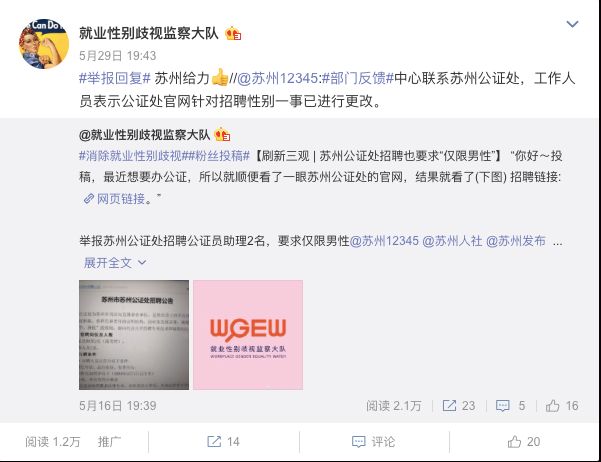 Can Do
就业性别歧视监察大队
5月29日 19:43
#举报回复# 苏州给力👍//@苏州12345:#部门反馈#中心联系苏州公证处，工作人
员表示公证处官网针对招聘性别一事已进行更改。
@就业性别歧视监察大队
#消除就业性别歧视##粉丝投稿#【刷新三观 | 苏州公证处招聘也要求“仅限男性”】 “你好～投
稿，最近想要办公证，所以就顺便看了一眼苏州公证处的官网，结果就看了(下图) 招聘链接:
网页链接。”
举报苏州公证处招聘公证员助理2名，要求仅限男性@苏州12345 @苏州人社 @苏州发布 ...
展开全文
苏州市苏州公证处招聘公告
WGEW
就业性别歧视监察大队
WORKPLACE GENDER EQUALITY WATCH
5月16日 19:39
阅读 2.1万 23 5 16
阅读 1.2万 推广 14 评论 20